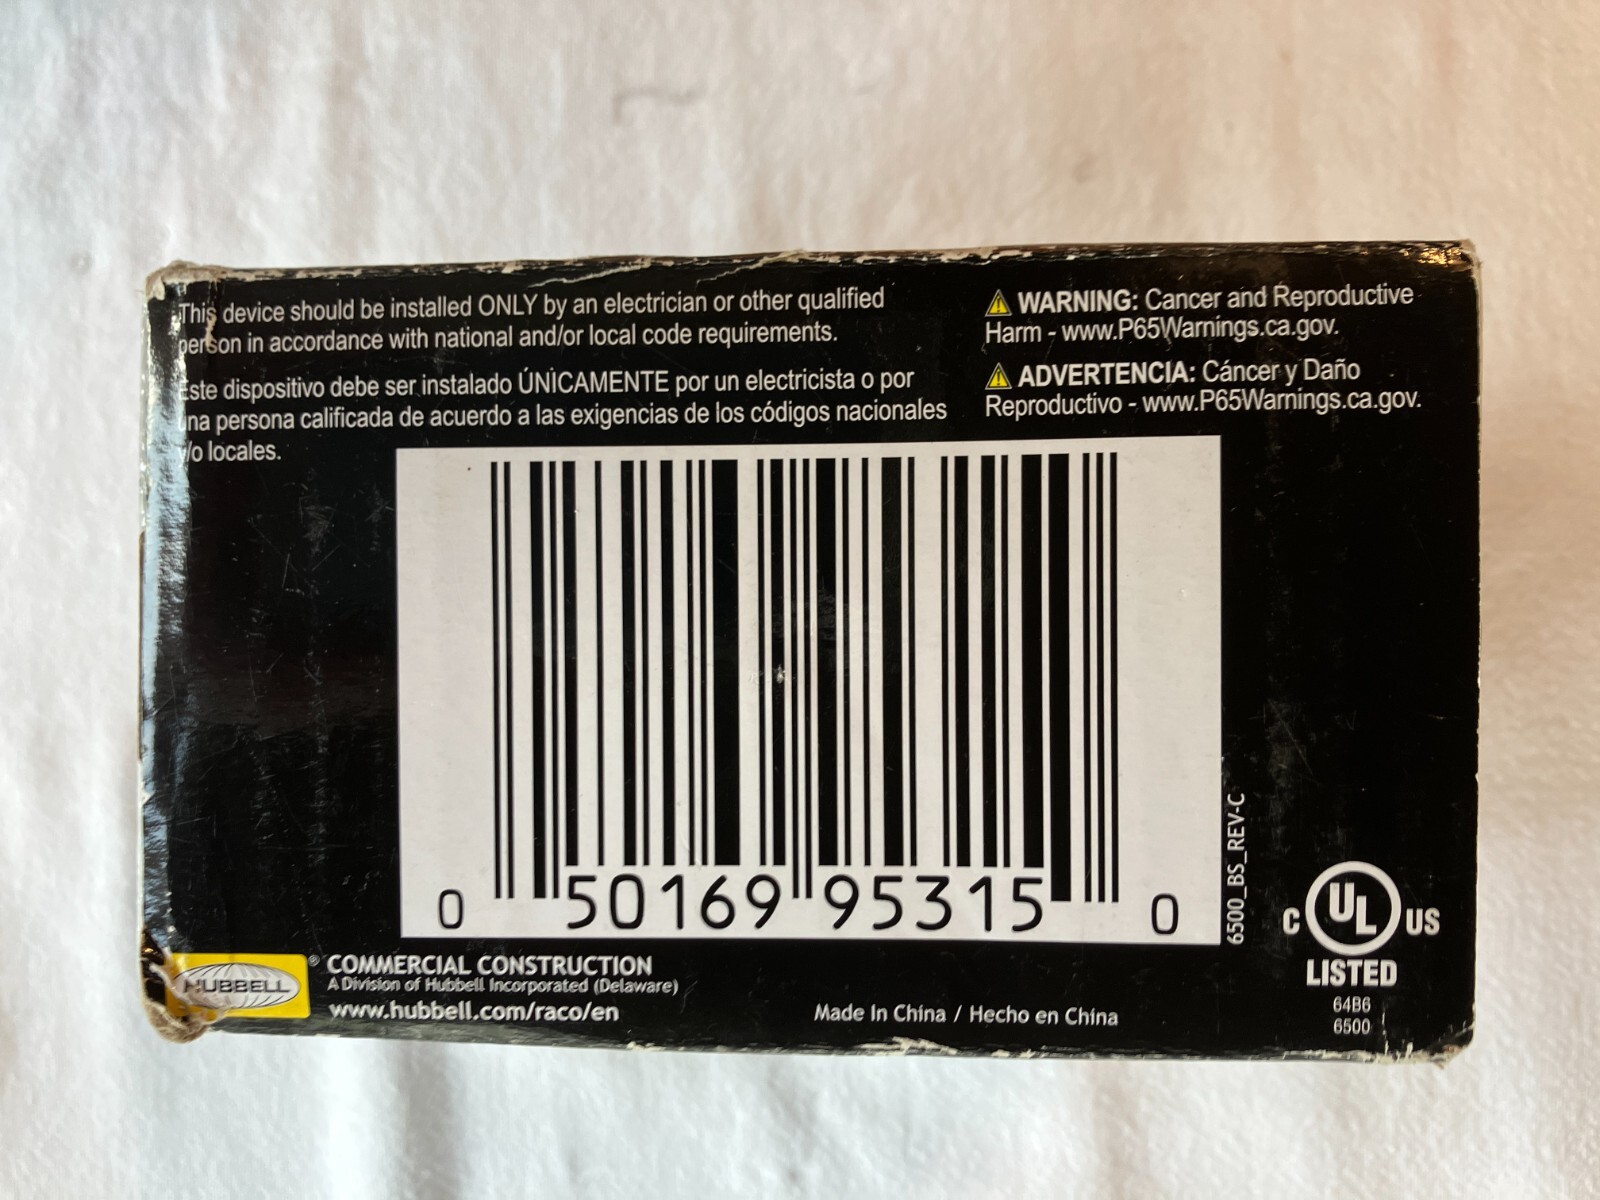 This device should be installed ONLY by an electrician or other qualified
person in accordance with national and/or local code requirements.
Este dispositivo debe ser instalado ÚNICAMENTE por un electricista o por
una persona calificada de acuerdo a las exigencias de los códigos nacionales
y/o locales.
WARNING: Cancer and Reproductive
Harm - www.P65Warnings.ca.gov.
ADVERTENCIA: Cáncer y Daño
Reproductivo - www.P65Warnings.ca.gov.
0 50169 95315 0
6500_BS_REV-C
C UL US
LISTED
64B6
6500
HUBBELL ®
COMMERCIAL CONSTRUCTION
A Division of Hubbell Incorporated (Delaware)
www.hubbell.com/raco/en
Made In China / Hecho en China